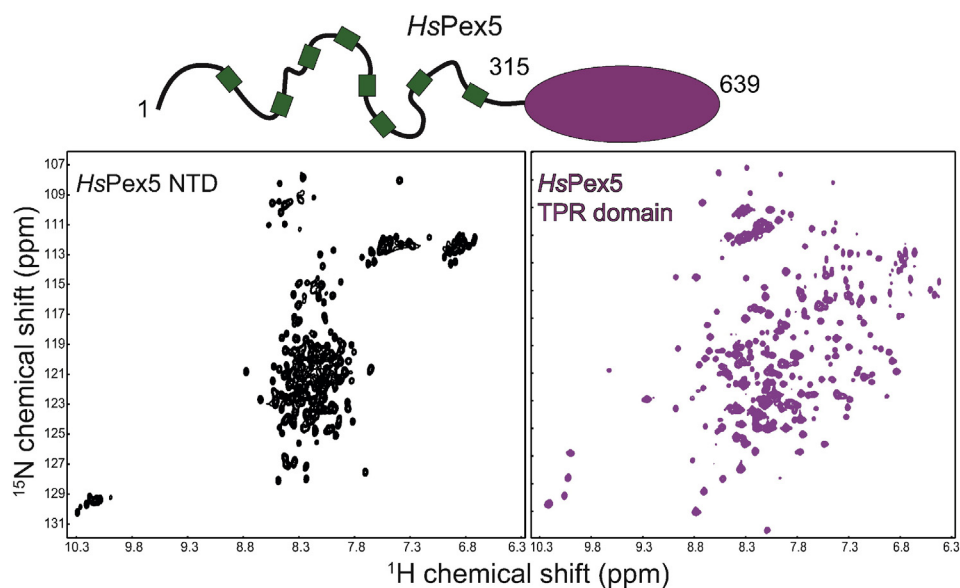 HsPex5
1
315
639
HsPex5 NTD
HsPex5
TPR domain
107
109
111
113
115
117
119
121
123
125
127
129
131
15N chemical shift (ppm)
10.3 9.8 9.3 8.8 8.3 7.8 7.3 6.8 6.3
10.3 9.8 9.3 8.8 8.3 7.8 7.3 6.8 6.3
1H chemical shift (ppm)